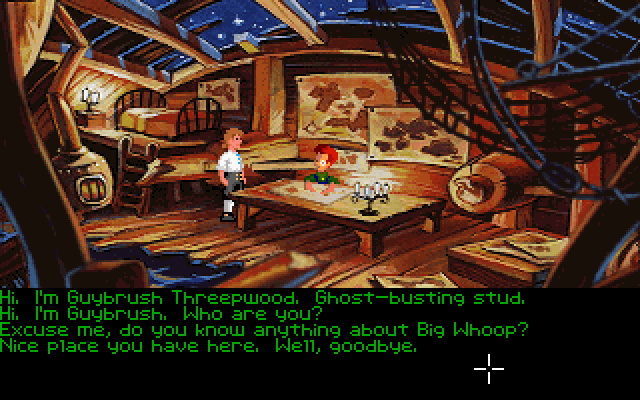 Hi.  I'm Guybrush Threepwood.  Ghost-busting stud.
Hi.  I'm Guybrush.  Who are you?
Excuse me, do you know anything about Big Whoop?
Nice place you have here.  Well, goodbye.